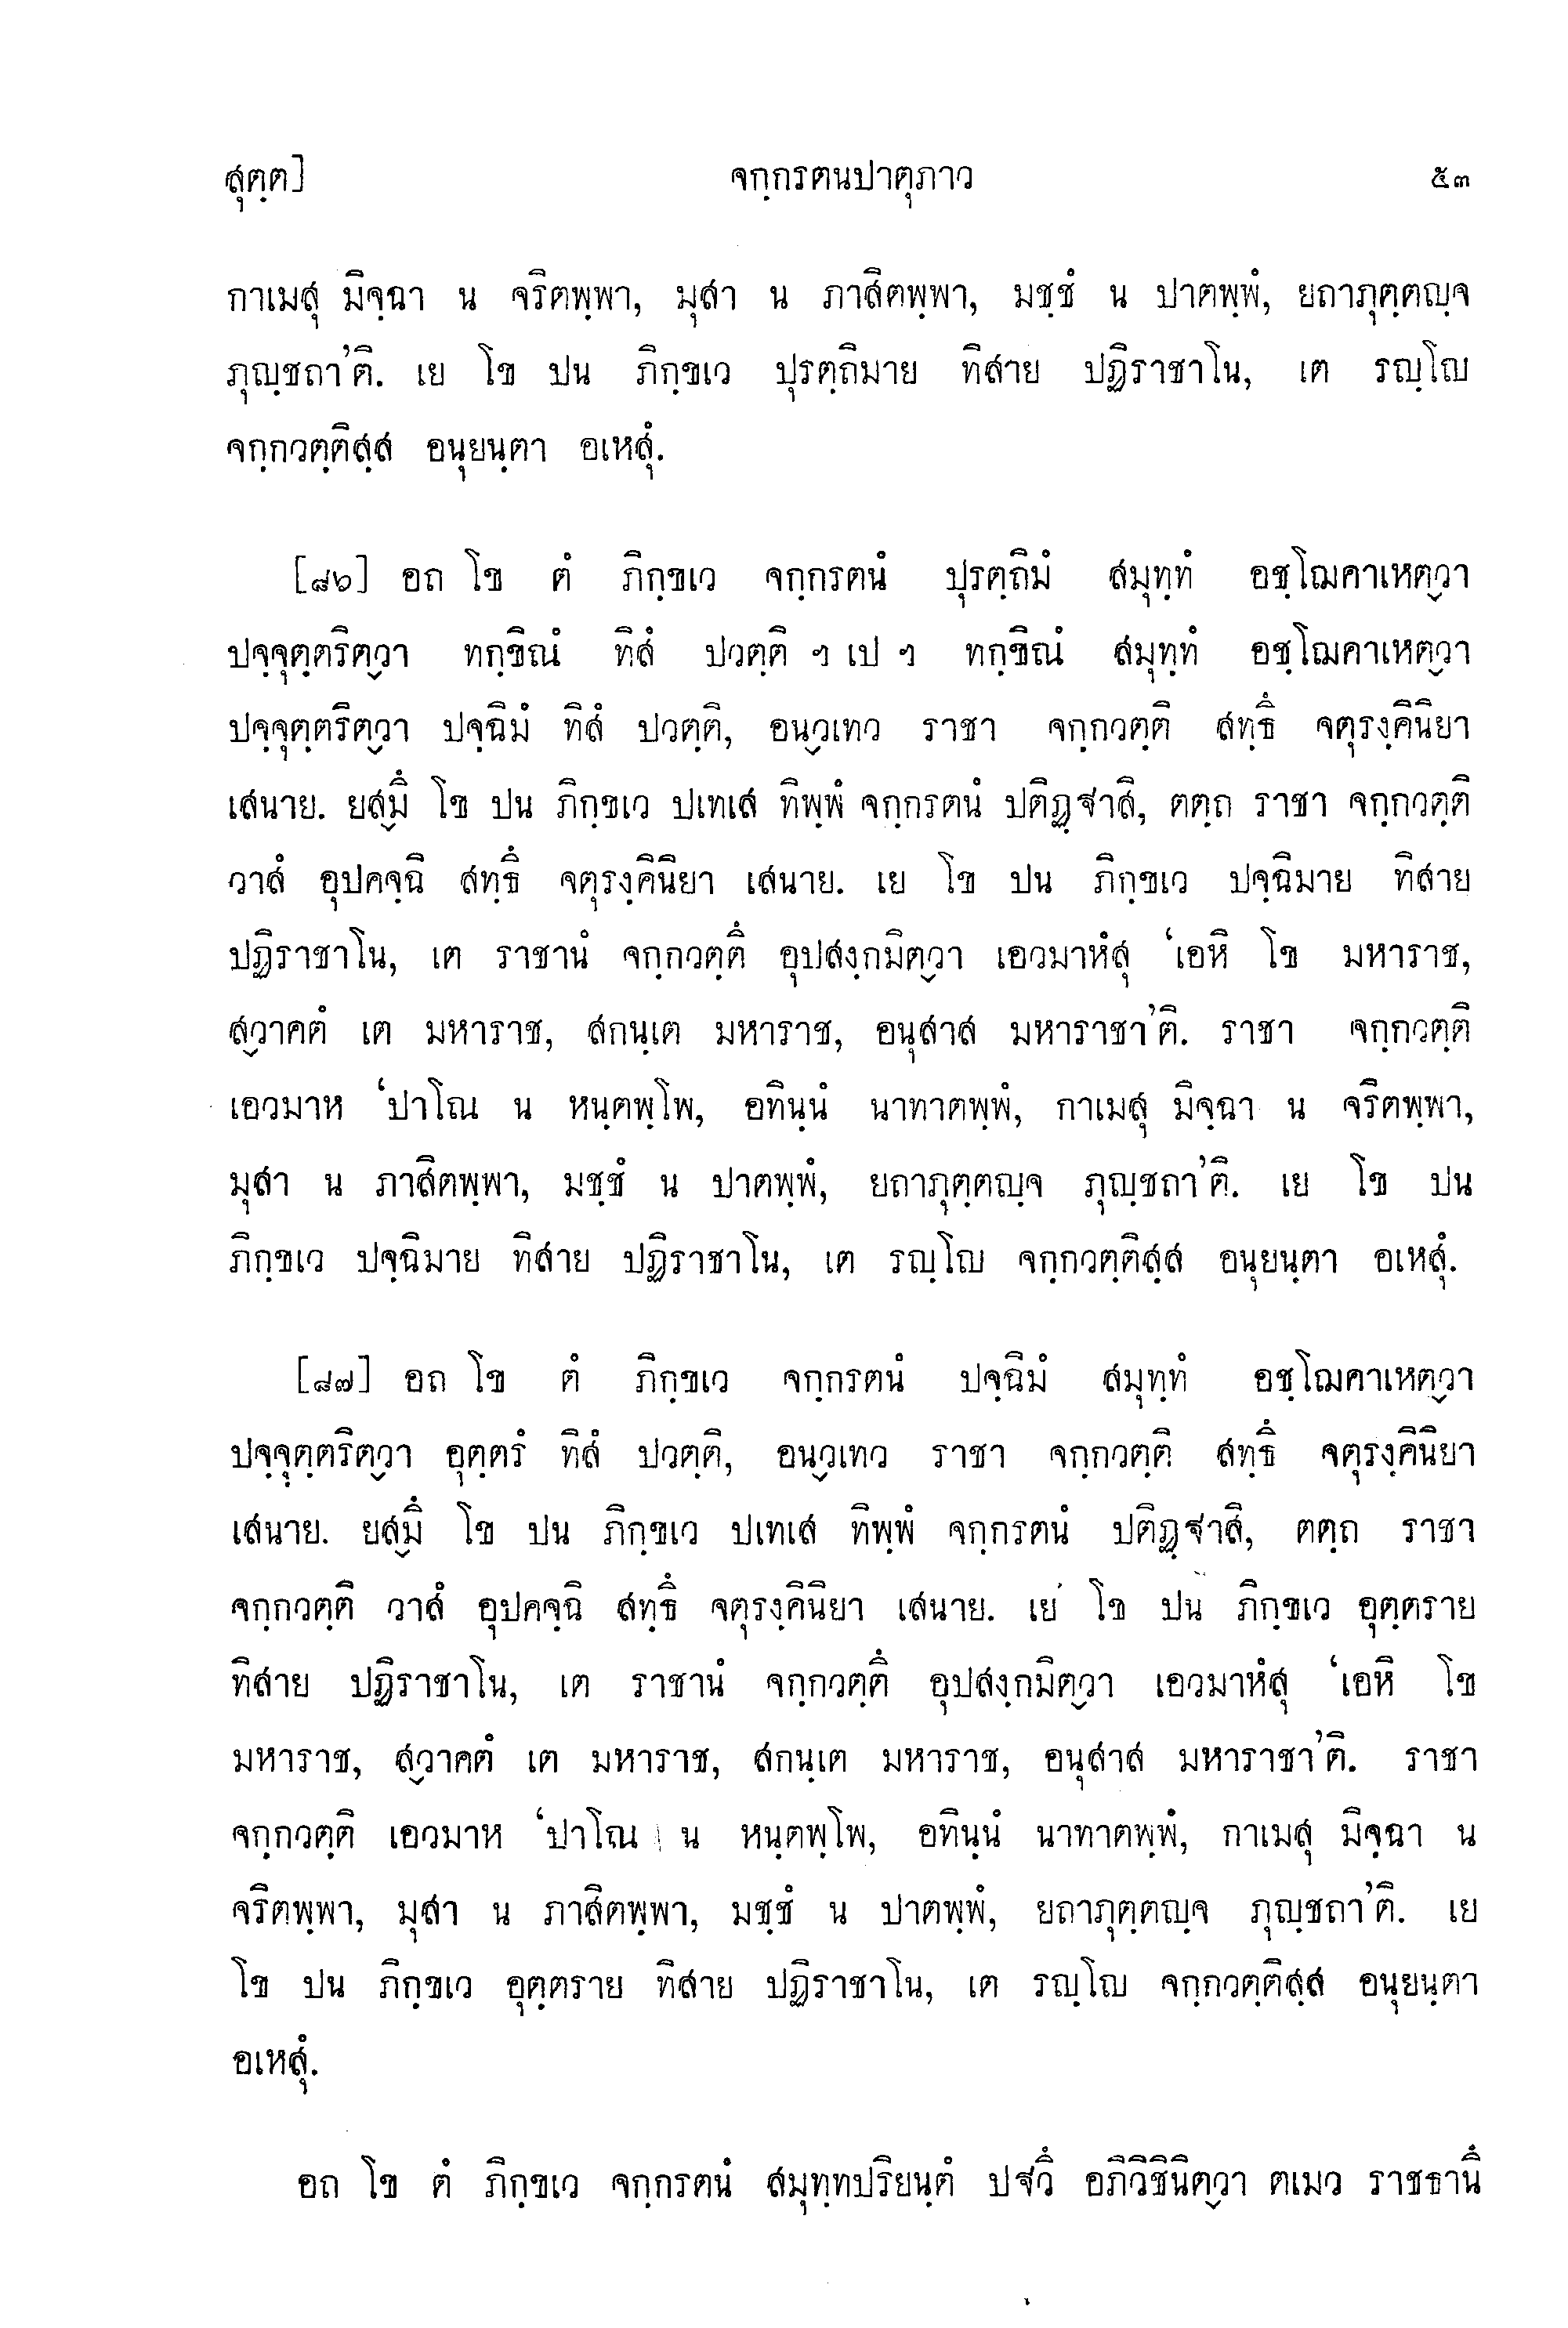 สุตฺต] จกฺกรตนปาตุภาว ๕๓
กาเมสุ มิจฺฉา น จริตพฺพา, มุสา น ภาสิตพฺพา, มชฺชํ น ปาตพฺพํ, ยถาภุตฺตญฺจ
ภุญฺชถา’ติ. เย โข ปน ภิกฺขเว ปุรตฺถิมาย ทิสาย ปฏิราชาโน, เต รญฺโญ
จกฺกวตฺติสฺส อนุยนฺตา อเหสุํ.
[๘๖] อถ โข ตํ ภิกฺขเว จกฺกรตนํ ปุรตฺถิมํ สมุทฺทํ อชฺโฌคาเหตฺวา
ปจฺจุตฺตริตฺวา ทกฺขิณํ ทิสํ ปวตฺติ ฯ เป ฯ ทกฺขิณํ สมุทฺทํ อชฺโฌคาเหตฺวา
ปจฺจุตฺตริตฺวา ปจฺฉิมํ ทิสํ ปวตฺติ, อนฺวเทว ราชา จกฺกวตฺติ สทฺธึ จตุรงฺคินิยา
เสนาย. ยสฺมึ โข ปน ภิกฺขเว ปเทเส ทิพฺพํ จกฺกรตนํ ปติฏฺฐาสิ, ตตฺถ ราชา จกฺกวตฺติ
วาสํ อุปคจฺฉิ สทฺธึ จตุรงฺคินิยา เสนาย. เย โข ปน ภิกฺขเว ปจฺฉิมาย ทิสาย
ปฏิราชาโน, เต ราชานํ จกฺกวตฺตึ อุปสงฺกมิตฺวา เอวมาหํสุ ‘เอหิ โข มหาราช,
สฺวาคตํ เต มหาราช, สกนฺเต มหาราช, อนุสาส มหาราชา’ติ. ราชา จกฺกวตฺติ
เอวมาห ‘ปาโณ น หนฺตพฺโพ, อทินฺนํ นาทาตพฺพํ, กาเมสุ มิจฺฉา น จริตพฺพา,
มุสา น ภาสิตพฺพา, มชฺชํ น ปาตพฺพํ, ยถาภุตฺตญฺจ ภุญฺชถา’ติ. เย โข ปน
ภิกฺขเว ปจฺฉิมาย ทิสาย ปฏิราชาโน, เต รญฺโญ จกฺกวตฺติสฺส อนุยนฺตา อเหสุํ.
[๘๗] อถ โข ตํ ภิกฺขเว จกฺกรตนํ ปจฺฉิมํ สมุทฺทํ อชฺโฌคาเหตฺวา
ปจฺจุตฺตริตฺวา อุตฺตรํ ทิสํ ปวตฺติ, อนฺวเทว ราชา จกฺกวตฺติ สทฺธึ จตุรงฺคินิยา
เสนาย. ยสฺมึ โข ปน ภิกฺขเว ปเทเส ทิพฺพํ จกฺกรตนํ ปติฏฺฐาสิ, ตตฺถ ราชา
จกฺกวตฺติ วาสํ อุปคจฺฉิ สทฺธึ จตุรงฺคินิยา เสนาย. เย โข ปน ภิกฺขเว อุตฺตราย
ทิสาย ปฏิราชาโน, เต ราชานํ จกฺกวตฺตึ อุปสงฺกมิตฺวา เอวมาหํสุ ‘เอหิ โข
มหาราช, สฺวาคตํ เต มหาราช, สกนฺเต มหาราช, อนุสาส มหาราชา’ติ. ราชา
จกฺกวตฺติ เอวมาห ‘ปาโณ น หนฺตพฺโพ, อทินฺนํ นาทาตพฺพํ, กาเมสุ มิจฺฉา น
จริตพฺพา, มุสา น ภาสิตพฺพา, มชฺชํ น ปาตพฺพํ, ยถาภุตฺตญฺจ ภุญฺชถา’ติ. เย
โข ปน ภิกฺขเว อุตฺตราย ทิสาย ปฏิราชาโน, เต รญฺโญ จกฺกวตฺติสฺส อนุยนฺตา
อเหสุํ.
อถ โข ตํ ภิกฺขเว จกฺกรตนํ สมุทฺทปริยนฺตํ ปฐวึ อภิวิชินิตฺวา ตเมว ราชธานึ